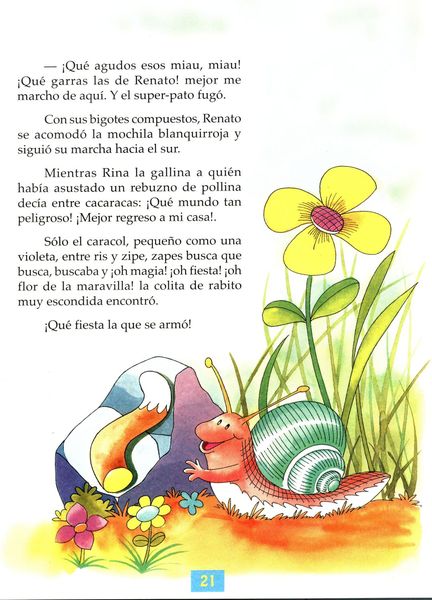 — ¡Qué agudos esos miau, miau!
¡Qué garras las de Renato! mejor me
marcho de aquí. Y el super-pato fugó.
Con sus bigotes compuestos, Renato
se acomodó la mochila blanquirroja y
siguió su marcha hacia el sur.
Mientras Rina la gallina a quién
había asustado un rebuzno de pollina
decía entre cacaracas: ¡Qué mundo tan
peligroso! ¡Mejor regreso a mi casa!.
Sólo el caracol, pequeño como una
violeta, entre ris y zipe, zapes busca que
busca, buscaba y ¡oh magia! ¡oh fiesta! ¡oh
flor de la maravilla! la colita de rabito
muy escondida encontró.
¡Qué fiesta la que se armó!
21